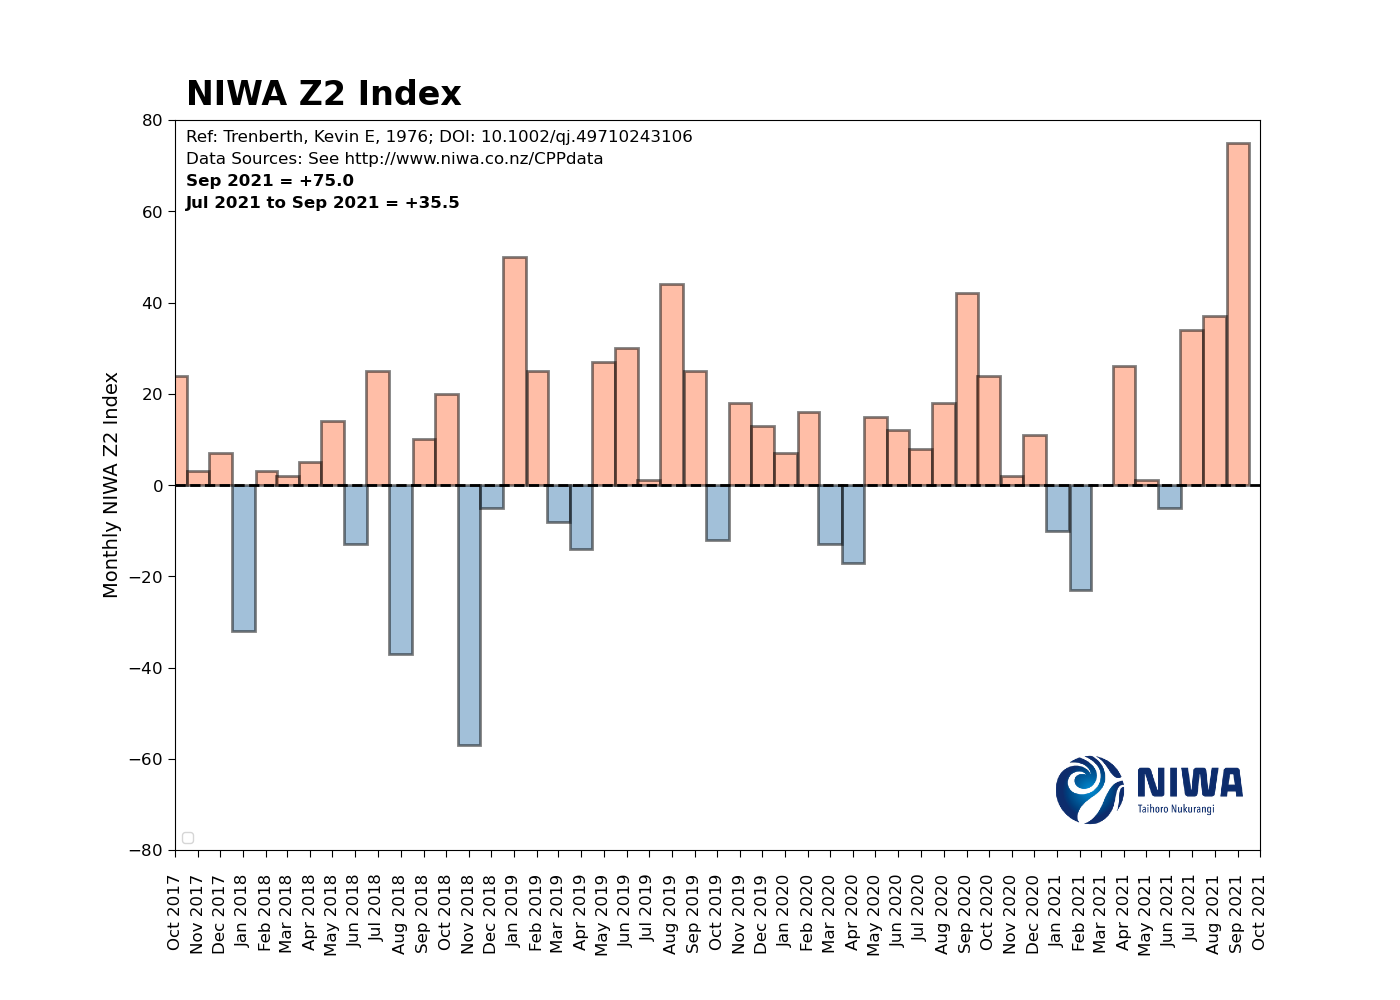 NIWA Z2 Index
Ref: Trenberth, Kevin E, 1976; DOI: 10.1002/qj.49710243106
Data Sources: See http://www.niwa.co.nz/CPPdata
Sep 2021 = +75.0
Jul 2021 to Sep 2021 = +35.5
Monthly NIWA Z2 Index
80
60
40
20
0
−20
−40
−60
−80
NIWA
Taihoro Nukurangi
Oct 2017
Nov 2017
Dec 2017
Jan 2018
Feb 2018
Mar 2018
Apr 2018
May 2018
Jun 2018
Jul 2018
Aug 2018
Sep 2018
Oct 2018
Nov 2018
Dec 2018
Jan 2019
Feb 2019
Mar 2019
Apr 2019
May 2019
Jun 2019
Jul 2019
Aug 2019
Sep 2019
Oct 2019
Nov 2019
Dec 2019
Jan 2020
Feb 2020
Mar 2020
Apr 2020
May 2020
Jun 2020
Jul 2020
Aug 2020
Sep 2020
Oct 2020
Nov 2020
Dec 2020
Jan 2021
Feb 2021
Mar 2021
Apr 2021
May 2021
Jun 2021
Jul 2021
Aug 2021
Sep 2021
Oct 2021